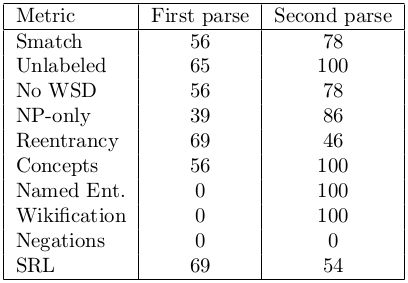 Metric First parse Second parse
Smatch 56 78
Unlabeled 65 100
No WSD 56 78
NP-only 39 86
Reentrancy 69 46
Concepts 56 100
Named Ent. 0 100
Wikification 0 100
Negations 0 0
SRL 69 54